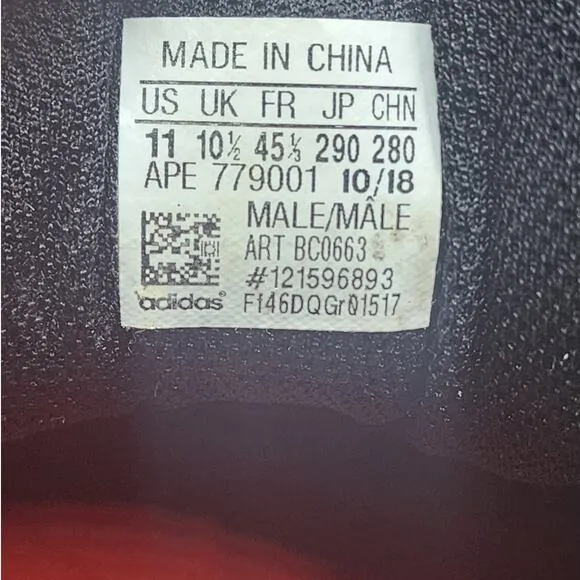 MADE IN CHINA
US UK FR JP CHN
11 10½ 45⅓ 290 280
APE 779001 10/18
MALE/MÂLE
ART BC0663
#121596893
adidas® F146DQGr01517